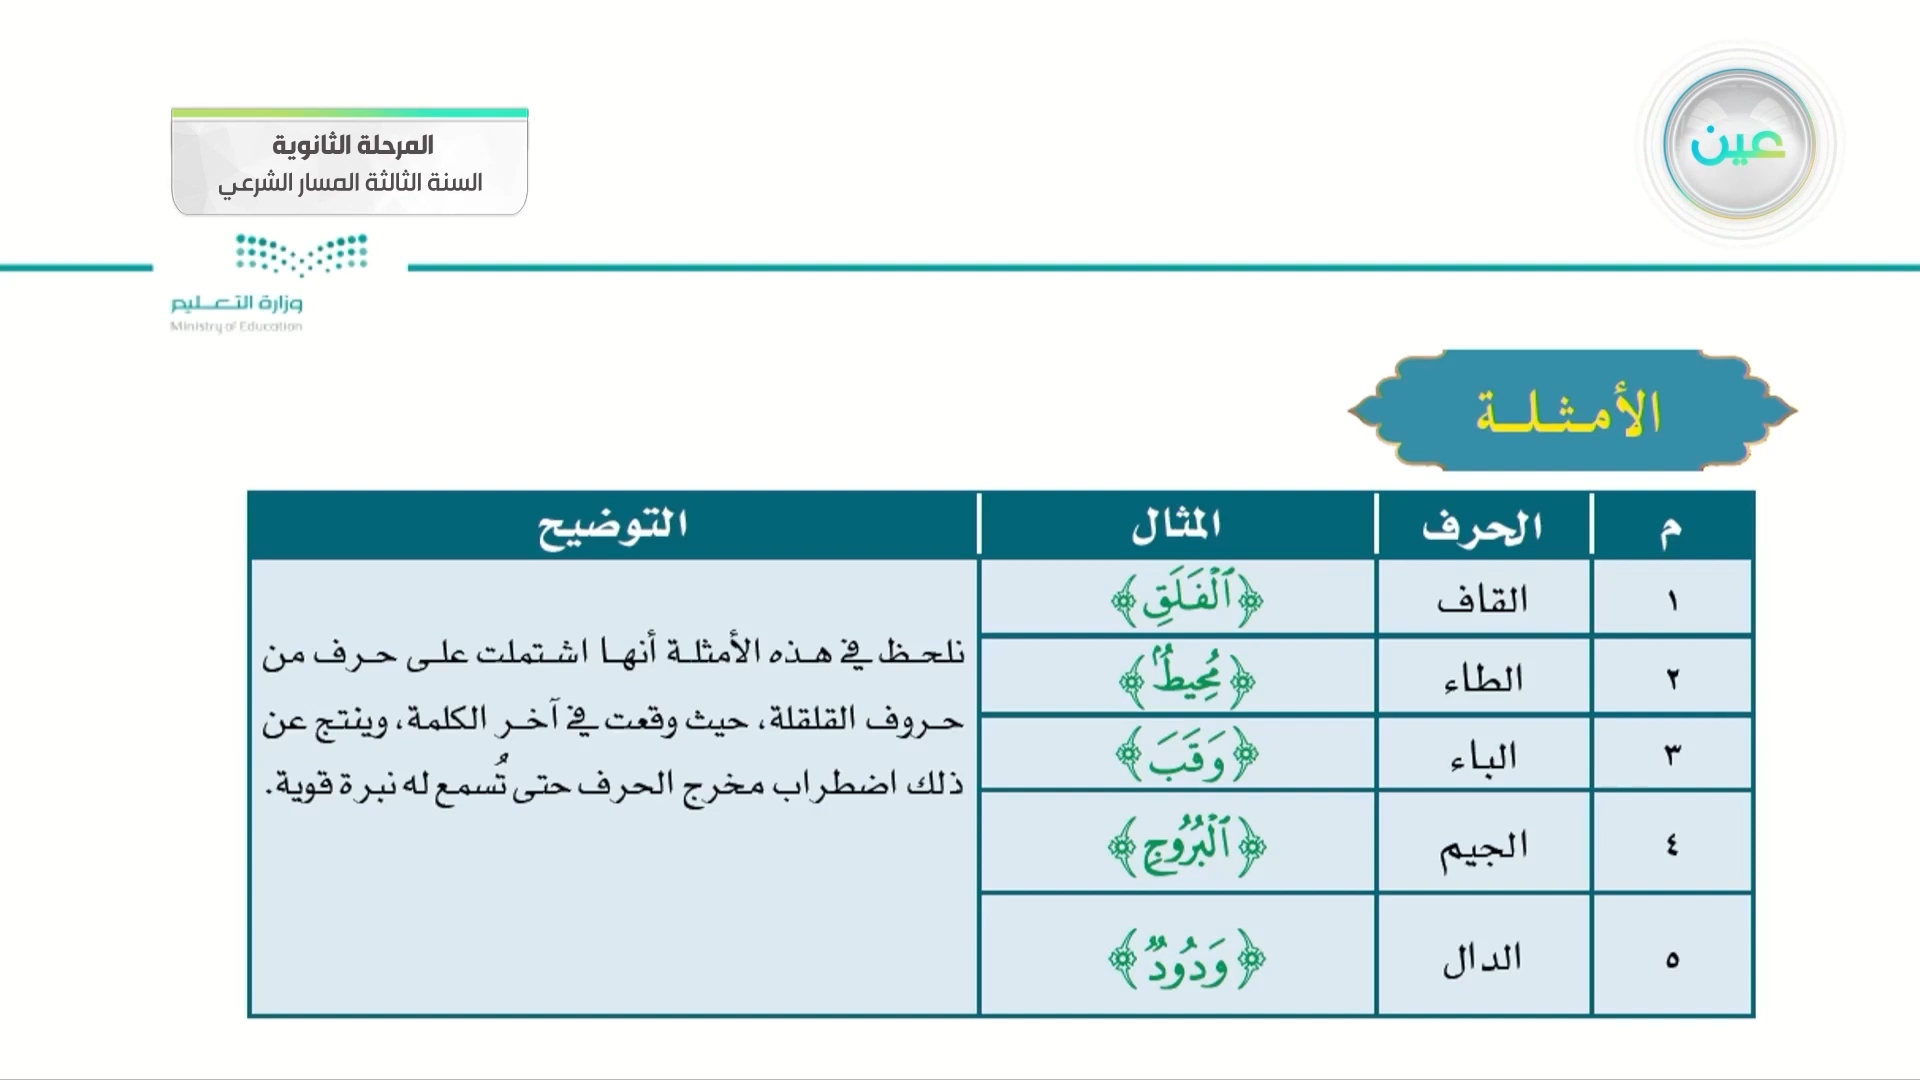 المرحلة الثانوية
السنة الثالثة المسار الشرعي
عين
وزارة التعليم
Ministry of Education
الأمثلة
م الحرف المثال التوضيح
١ القاف ﴿ٱلْفَلَقِ﴾
٢ الطاء ﴿مُحِيطٌ﴾
٣ الباء ﴿وَقَبَ﴾
٤ الجيم ﴿ٱلْبُرُوجِ﴾
٥ الدال ﴿وَدُودٌ﴾
نلحظ في هذه الأمثلة أنها اشتملت على حرف من
حروف القلقلة، حيث وقعت في آخر الكلمة، وينتج عن
ذلك اضطراب مخرج الحرف حتى تُسمع له نبرة قوية.